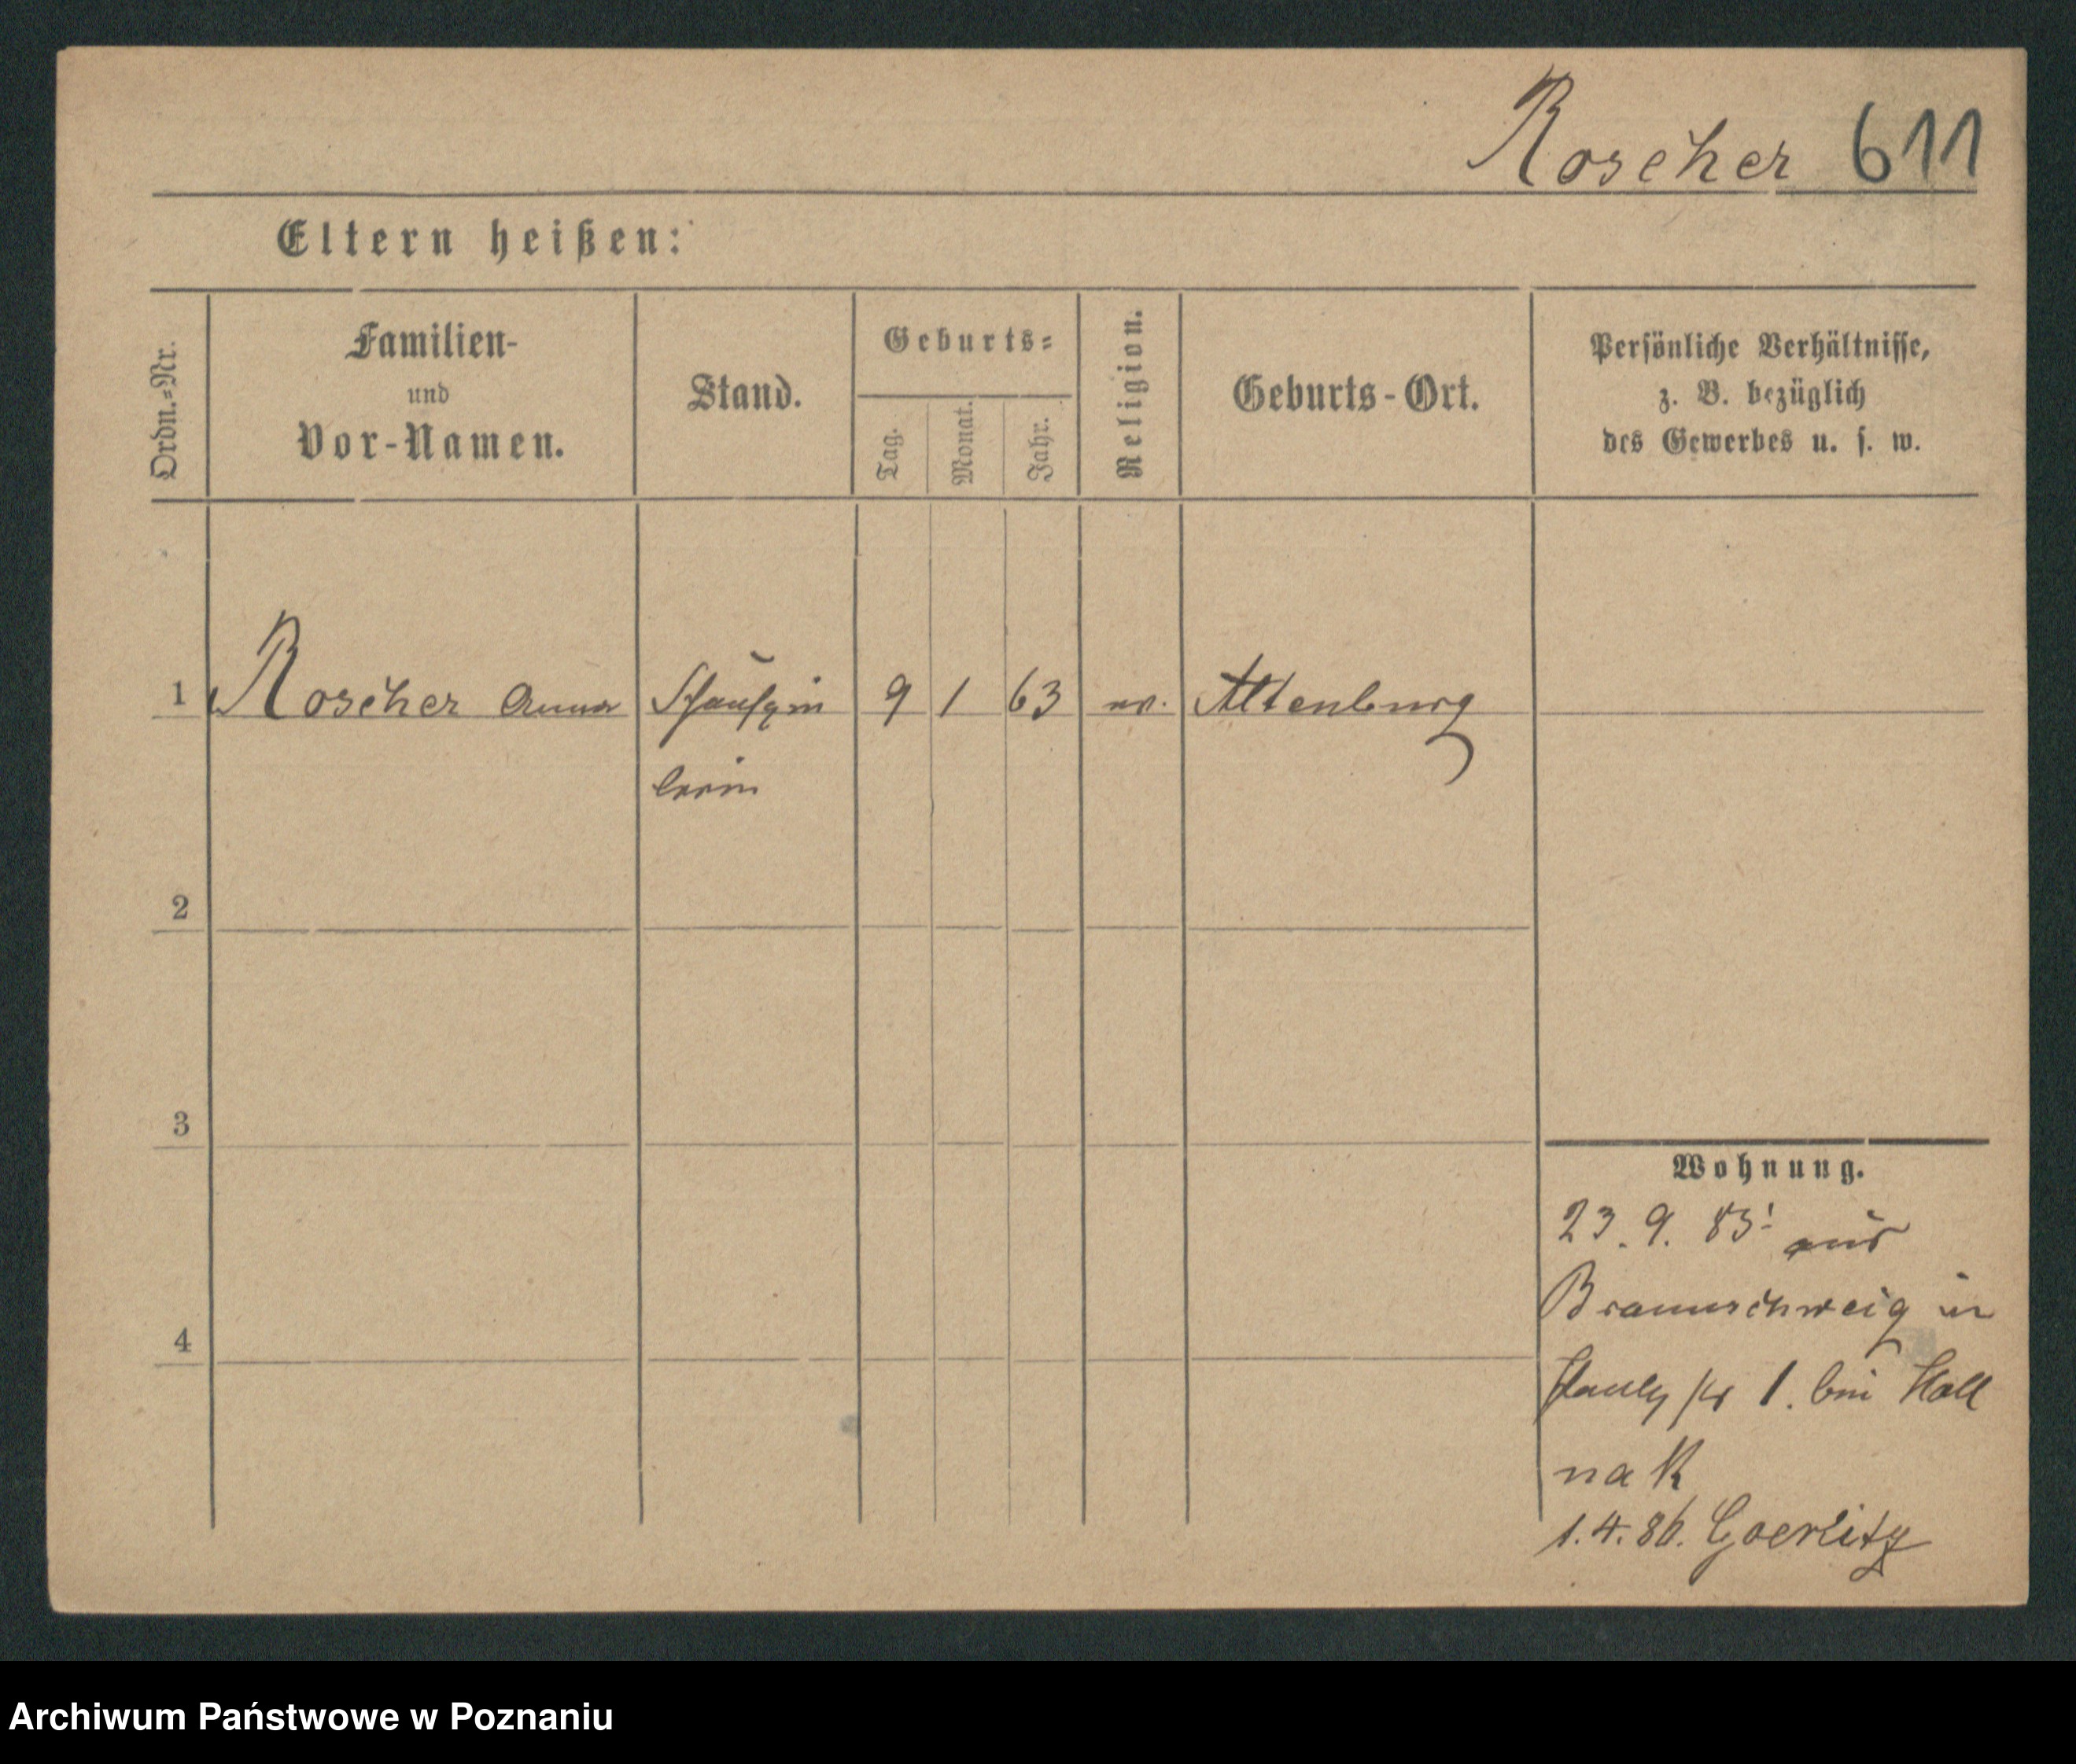 Roscher 611
Eltern heißen:
Ordn.=Nr.
Familien-
und
Vor-Namen.
Stand.
Geburts=
Tag.
Monat.
Jahr.
Religion.
Geburts-Ort.
Persönliche Verhältnisse,
z. B. bezüglich
des Gewerbes u. s. w.
1 Roscher Anna Schauspie 9 1 63 ev. Altenburg
lerin
2
3
4
Wohnung.
23.9.85 aus
Braunschweig in
1. bei
1.4.86. Goerlitz
Archiwum Państwowe w Poznaniu